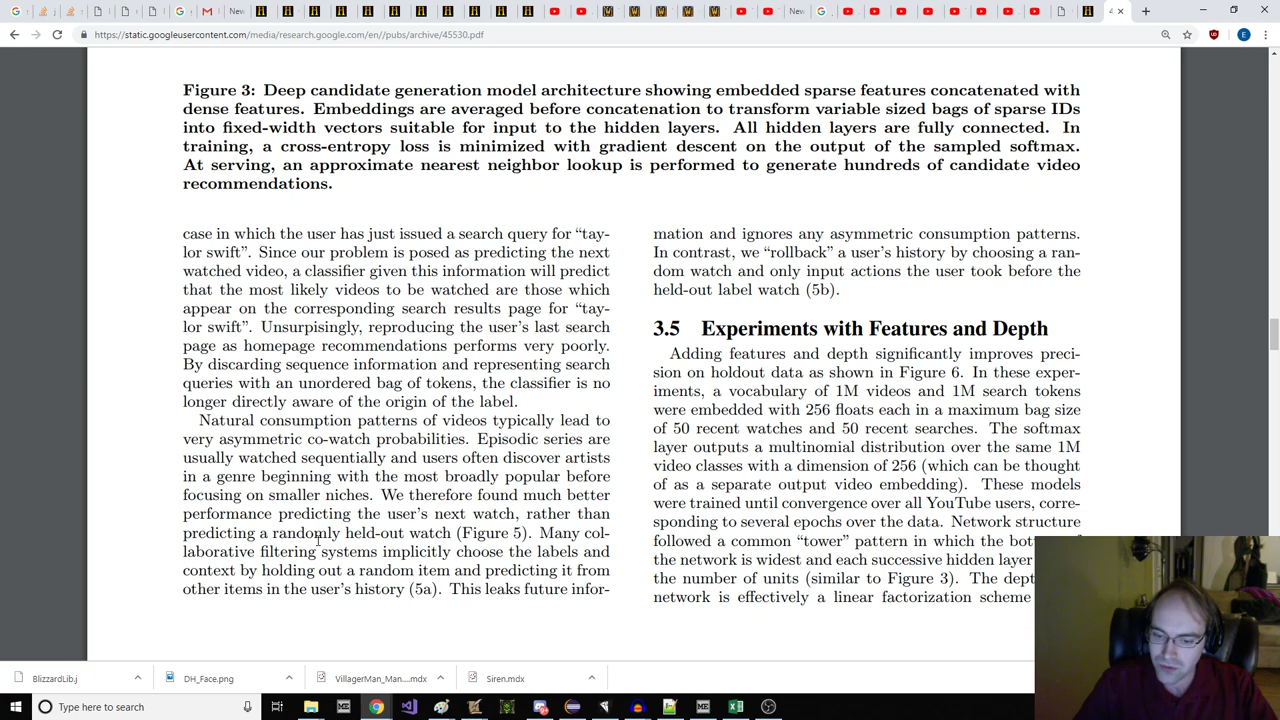 New
New
4
https://static.googleusercontent.com/media/research.google.com/en//pubs/archive/45530.pdf
E
Figure 3: Deep candidate generation model architecture showing embedded sparse features concatenated with
dense features. Embeddings are averaged before concatenation to transform variable sized bags of sparse IDs
into fixed-width vectors suitable for input to the hidden layers. All hidden layers are fully connected. In
training, a cross-entropy loss is minimized with gradient descent on the output of the sampled softmax.
At serving, an approximate nearest neighbor lookup is performed to generate hundreds of candidate video
recommendations.
case in which the user has just issued a search query for “tay-
lor swift”. Since our problem is posed as predicting the next
watched video, a classifier given this information will predict
that the most likely videos to be watched are those which
appear on the corresponding search results page for “tay-
lor swift”. Unsurpisingly, reproducing the user's last search
page as homepage recommendations performs very poorly.
By discarding sequence information and representing search
queries with an unordered bag of tokens, the classifier is no
longer directly aware of the origin of the label.
Natural consumption patterns of videos typically lead to
very asymmetric co-watch probabilities. Episodic series are
usually watched sequentially and users often discover artists
in a genre beginning with the most broadly popular before
focusing on smaller niches. We therefore found much better
performance predicting the user's next watch, rather than
predicting a randomly held-out watch (Figure 5). Many col-
laborative filtering systems implicitly choose the labels and
context by holding out a random item and predicting it from
other items in the user's history (5a). This leaks future infor-
mation and ignores any asymmetric consumption patterns.
In contrast, we “rollback” a user's history by choosing a ran-
dom watch and only input actions the user took before the
held-out label watch (5b).
3.5 Experiments with Features and Depth
Adding features and depth significantly improves preci-
sion on holdout data as shown in Figure 6. In these exper-
iments, a vocabulary of 1M videos and 1M search tokens
were embedded with 256 floats each in a maximum bag size
of 50 recent watches and 50 recent searches. The softmax
layer outputs a multinomial distribution over the same 1M
video classes with a dimension of 256 (which can be thought
of as a separate output video embedding). These models
were trained until convergence over all YouTube users, corre-
sponding to several epochs over the data. Network structure
followed a common “tower” pattern in which the bot
the network is widest and each successive hidden layer
the number of units (similar to Figure 3). The dep
network is effectively a linear factorization scheme
BlizzardLib.j
DH_Face.png
VillagerMan_Man....mdx
Siren.mdx
Type here to search
ME
ME